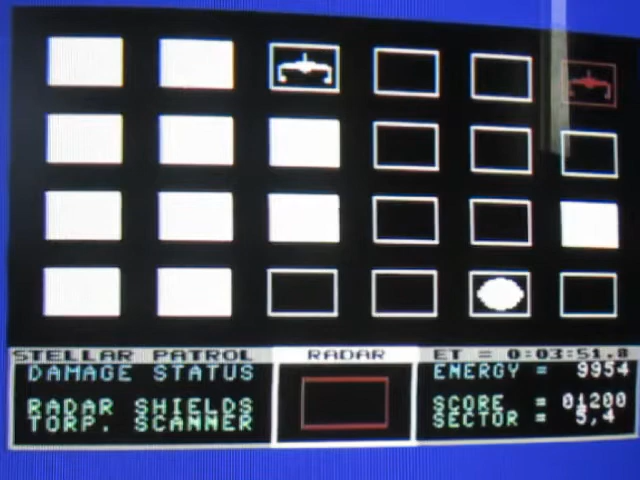 STELLAR PATROL
RADAR
ET = 0:03:51.8
DAMAGE STATUS
RADAR SHIELDS
TORP. SCANNER
ENERGY = 9954
SCORE = 01200
SECTOR = 5,4